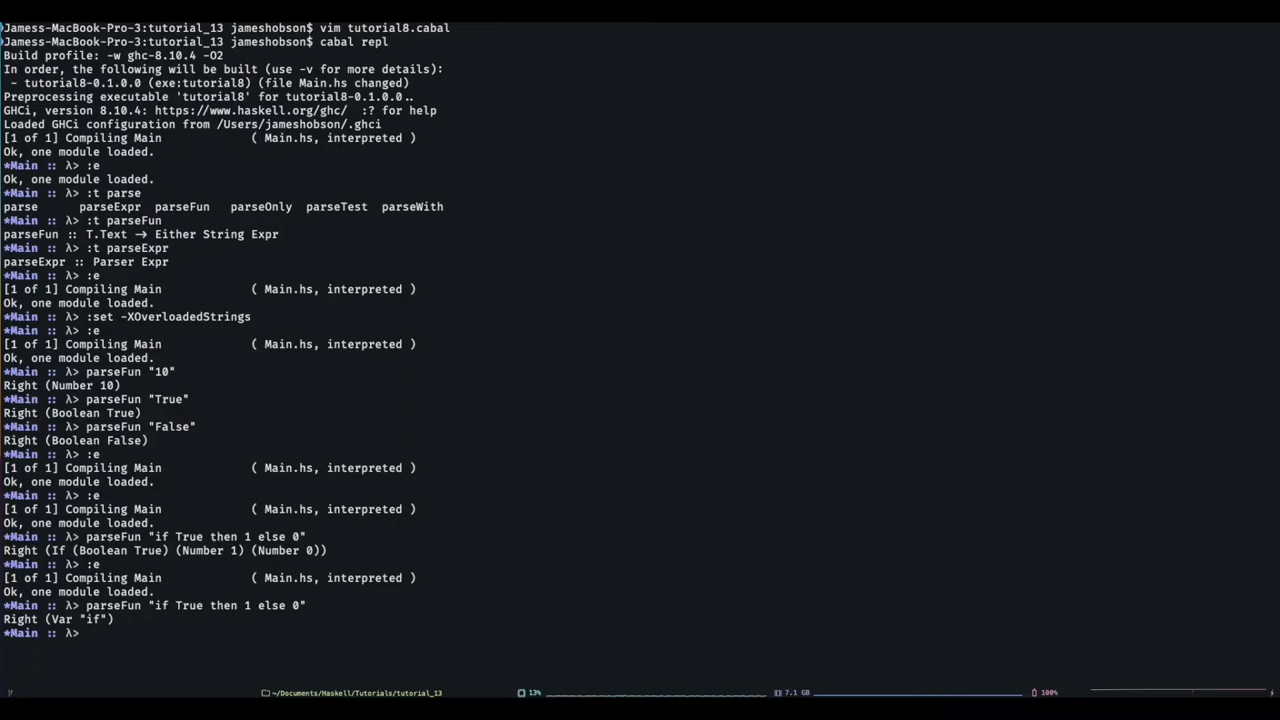 Jamess-MacBook-Pro-3:tutorial_13 jameshobson$ vim tutorial8.cabal
Jamess-MacBook-Pro-3:tutorial_13 jameshobson$ cabal repl
Build profile: -w ghc-8.10.4 -O2
In order, the following will be built (use -v for more details):
 - tutorial8-0.1.0.0 (exe:tutorial8) (file Main.hs changed)
Preprocessing executable 'tutorial8' for tutorial8-0.1.0.0..
GHCi, version 8.10.4: https://www.haskell.org/ghc/  :? for help
Loaded GHCi configuration from /Users/jameshobson/.ghci
[1 of 1] Compiling Main             ( Main.hs, interpreted )
Ok, one module loaded.
*Main :: λ> :e
Ok, one module loaded.
*Main :: λ> :t parse
parse      parseExpr  parseFun   parseOnly  parseTest  parseWith
*Main :: λ> :t parseFun
parseFun :: T.Text -> Either String Expr
*Main :: λ> :t parseExpr
parseExpr :: Parser Expr
*Main :: λ> :e
[1 of 1] Compiling Main             ( Main.hs, interpreted )
Ok, one module loaded.
*Main :: λ> :set -XOverloadedStrings
*Main :: λ> :e
[1 of 1] Compiling Main             ( Main.hs, interpreted )
Ok, one module loaded.
*Main :: λ> parseFun "10"
Right (Number 10)
*Main :: λ> parseFun "True"
Right (Boolean True)
*Main :: λ> parseFun "False"
Right (Boolean False)
*Main :: λ> :e
[1 of 1] Compiling Main             ( Main.hs, interpreted )
Ok, one module loaded.
*Main :: λ> :e
[1 of 1] Compiling Main             ( Main.hs, interpreted )
Ok, one module loaded.
*Main :: λ> parseFun "if True then 1 else 0"
Right (If (Boolean True) (Number 1) (Number 0))
*Main :: λ> :e
[1 of 1] Compiling Main             ( Main.hs, interpreted )
Ok, one module loaded.
*Main :: λ> parseFun "if True then 1 else 0"
Right (Var "if")
*Main :: λ>
~/Documents/Haskell/Tutorials/tutorial_13 13% 7.1 GB 100%